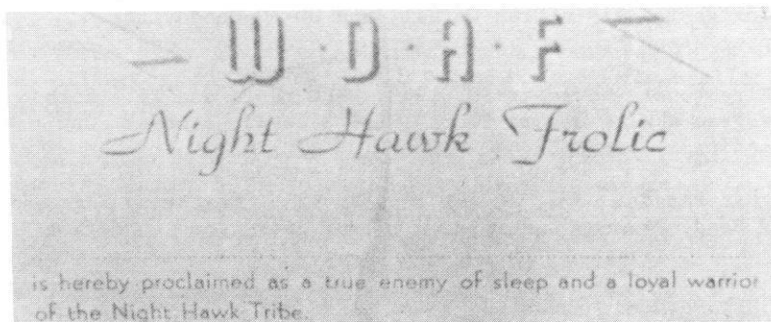 W·D·A·F
Night Hawk Frolic
is hereby proclaimed as a true enemy of sleep and a loyal warrior
of the Night Hawk Tribe.